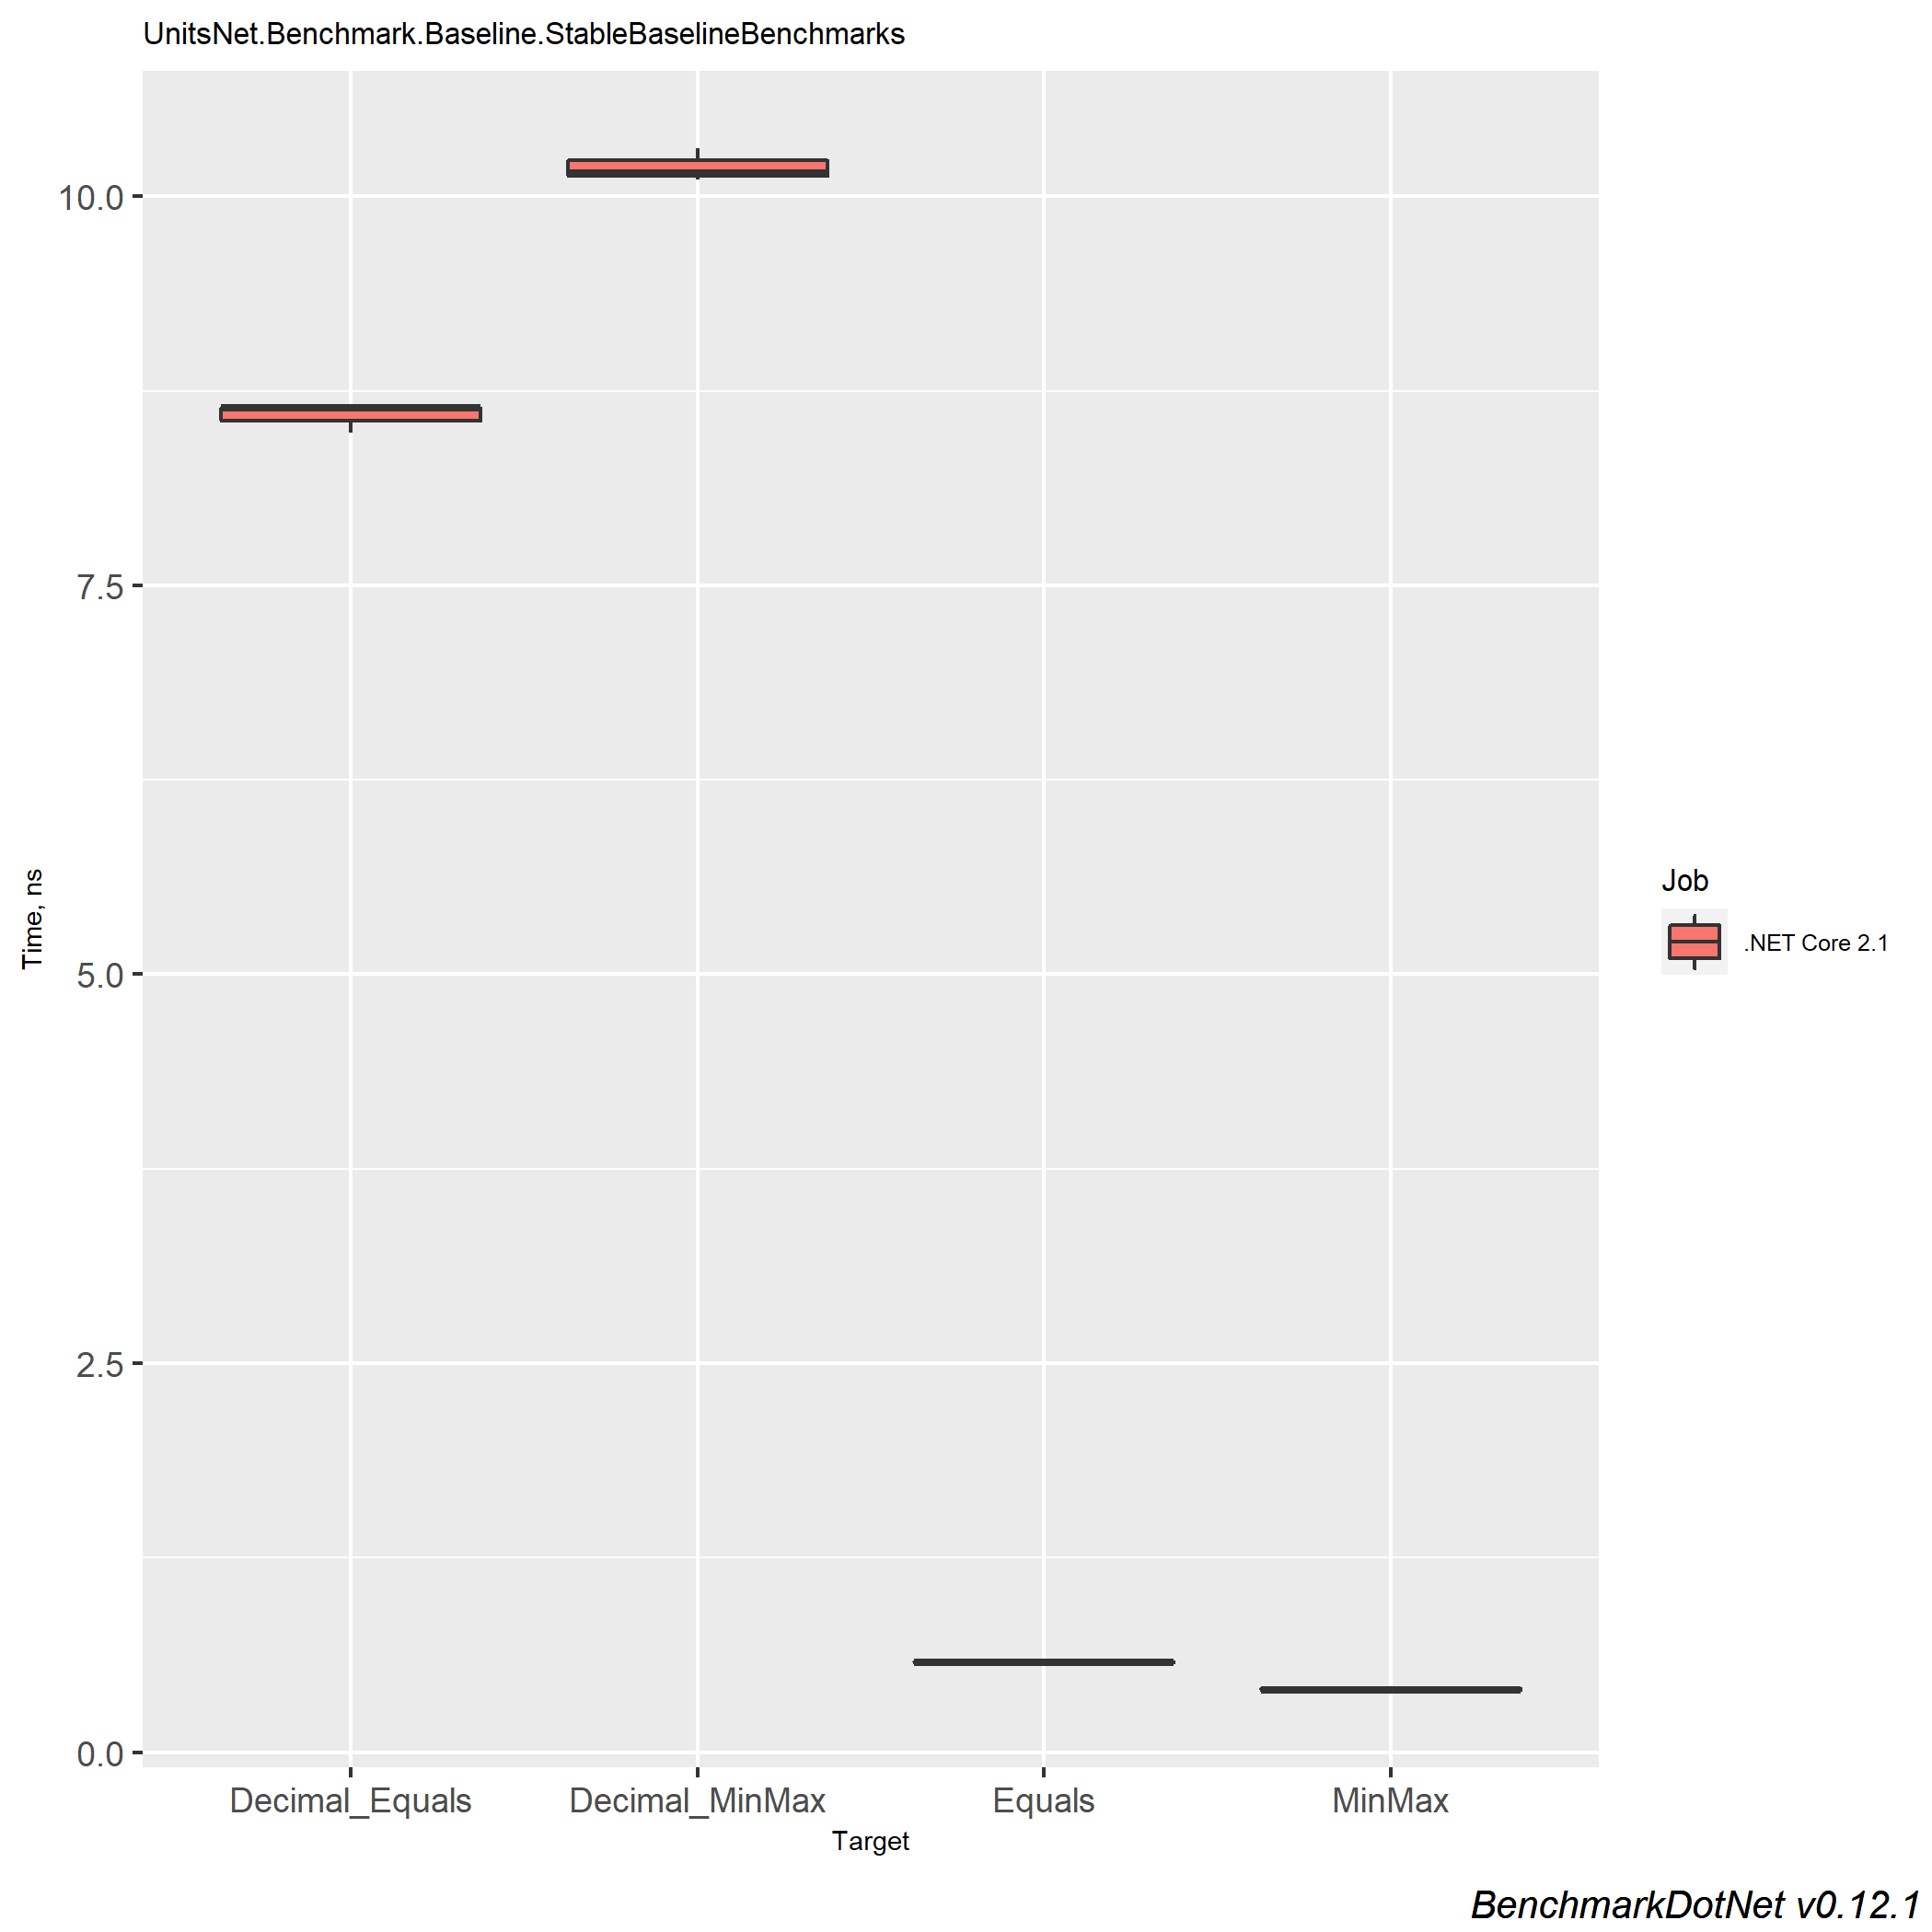 UnitsNet.Benchmark.Baseline.StableBaselineBenchmarks
10.0
7.5
5.0
2.5
0.0
Time, ns
Decimal_Equals
Decimal_MinMax
Equals
MinMax
Target
Job
.NET Core 2.1
BenchmarkDotNet v0.12.1